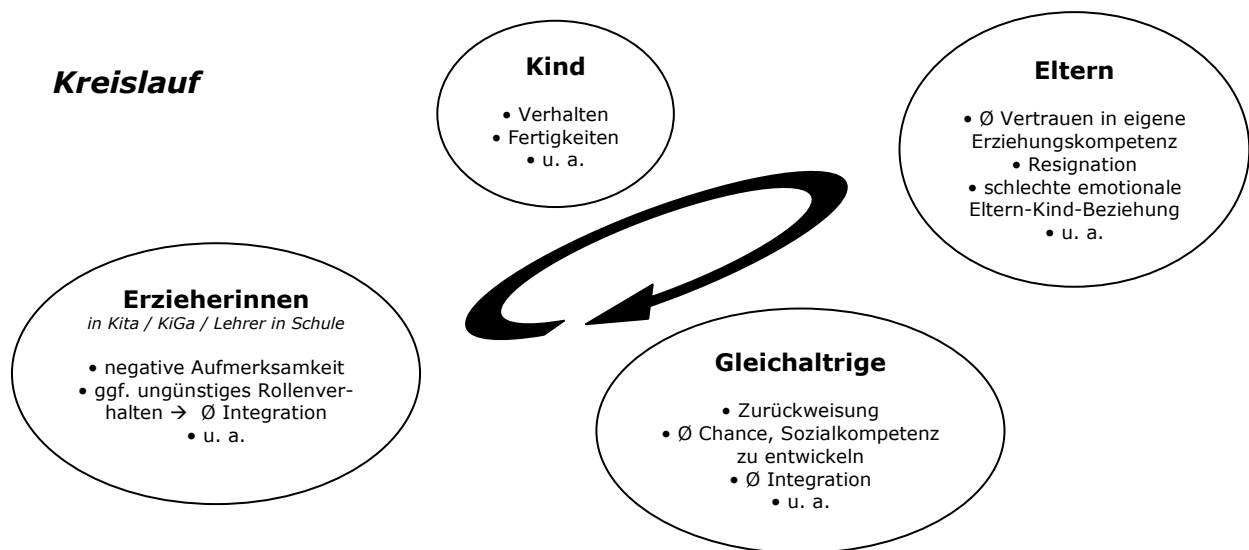 Kreislauf
Kind
• Verhalten
• Fertigkeiten
• u. a.
Eltern
• Ø Vertrauen in eigene
Erziehungskompetenz
• Resignation
• schlechte emotionale
Eltern-Kind-Beziehung
• u. a.
Erzieherinnen
in Kita / KiGa / Lehrer in Schule
• negative Aufmerksamkeit
• ggf. ungünstiges Rollenver-
halten → Ø Integration
• u. a.
Gleichaltrige
• Zurückweisung
• Ø Chance, Sozialkompetenz
zu entwickeln
• Ø Integration
• u. a.